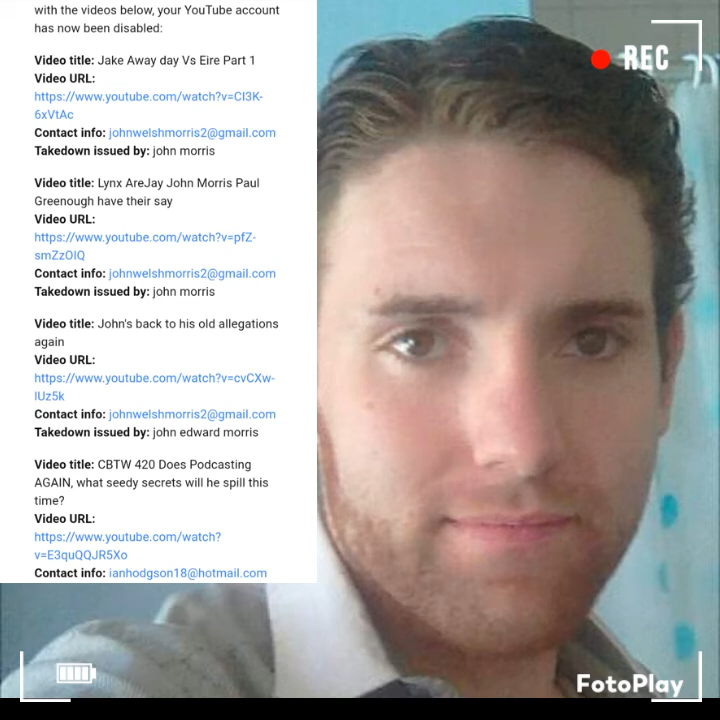 with the videos below, your YouTube account
has now been disabled:
Video title: Jake Away day Vs Eire Part 1
Video URL:
https://www.youtube.com/watch?v=CI3K-
6xVtAc
Contact info: johnwelshmorris2@gmail.com
Takedown issued by: john morris
Video title: Lynx AreJay John Morris Paul
Greenough have their say
Video URL:
https://www.youtube.com/watch?v=pfZ-
smZzOIQ
Contact info: johnwelshmorris2@gmail.com
Takedown issued by: john morris
Video title: John's back to his old allegations
again
Video URL:
https://www.youtube.com/watch?v=cvCXw-
lUz5k
Contact info: johnwelshmorris2@gmail.com
Takedown issued by: john edward morris
Video title: CBTW 420 Does Podcasting
AGAIN, what seedy secrets will he spill this
time?
Video URL:
https://www.youtube.com/watch?
v=E3quQQJR5Xo
Contact info: ianhodgson18@hotmail.com
REC
FotoPlay